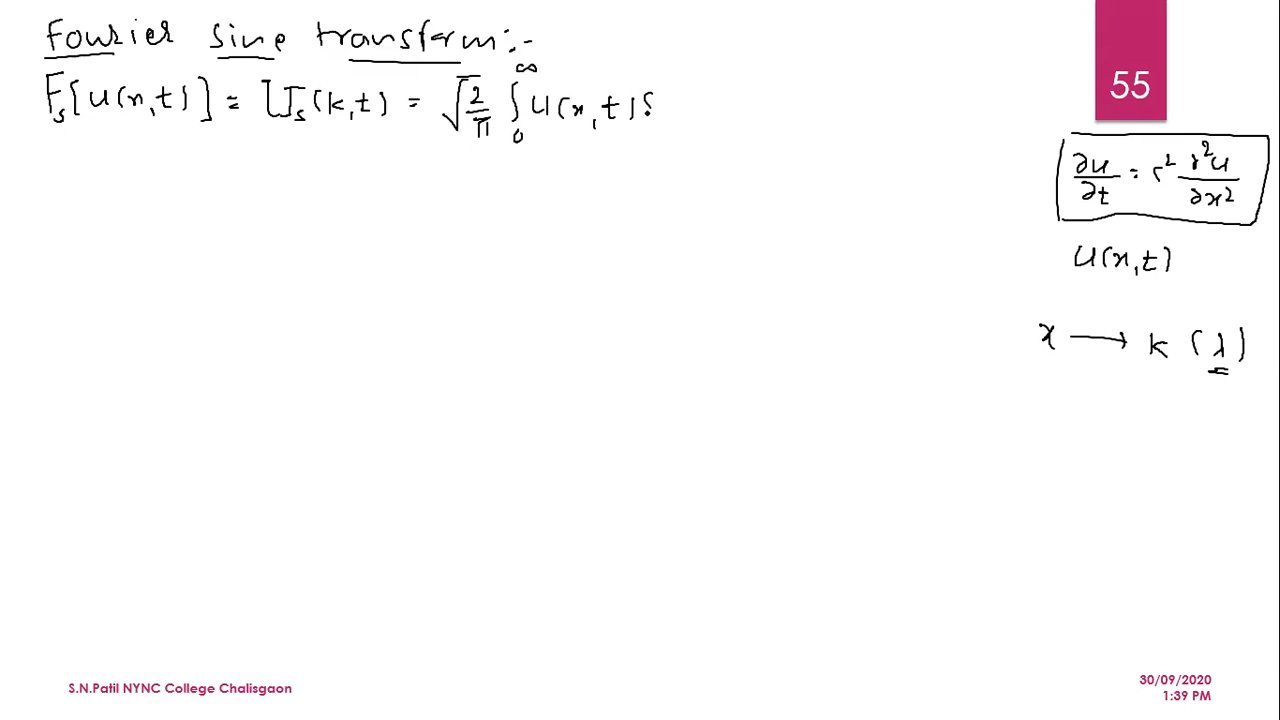 Fourier sine transform:-
Fs[u(x,t)] = Us(k,t) = √(2/π) ∫₀^∞ u(x,t) S
55
∂u/∂t = c² ∂²u/∂x²
u(x,t)
x ⟶ k (λ)
S.N.Patil NYNC College Chalisgaon
30/09/2020
1:39 PM